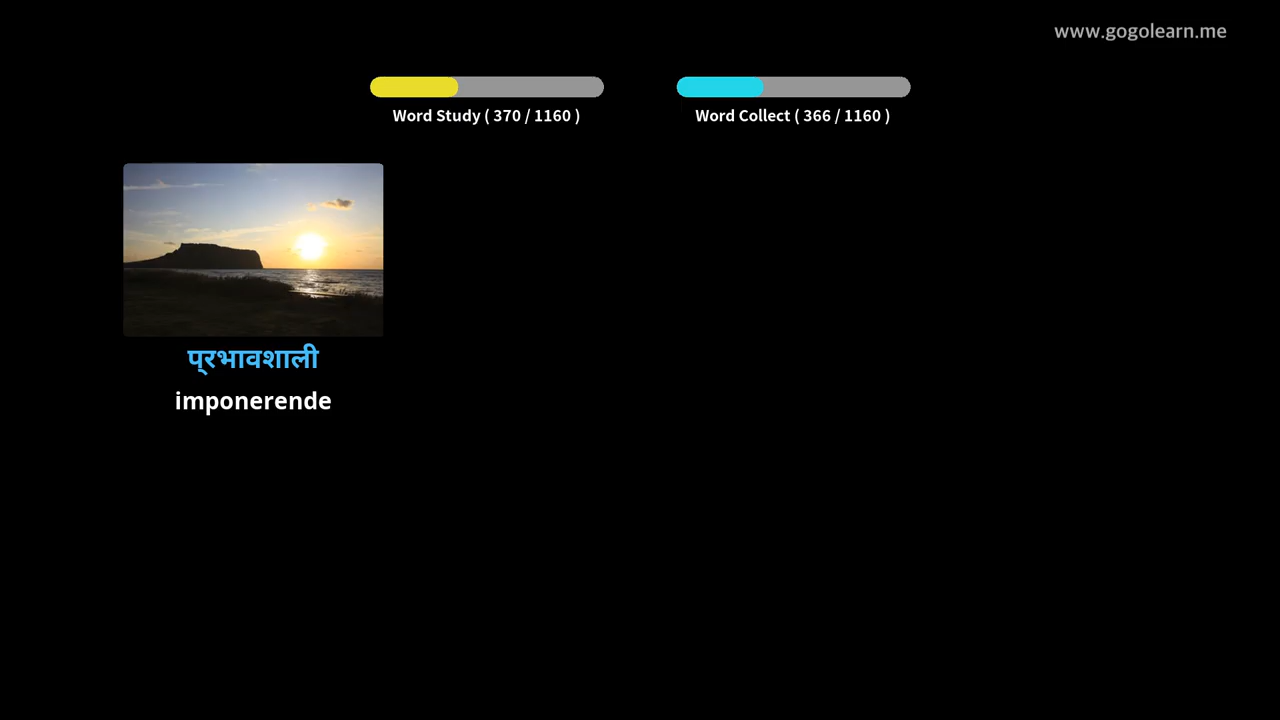 www.gogolearn.me
Word Study ( 370 / 1160 )
Word Collect ( 366 / 1160 )
प्रभावशाली
imponerende